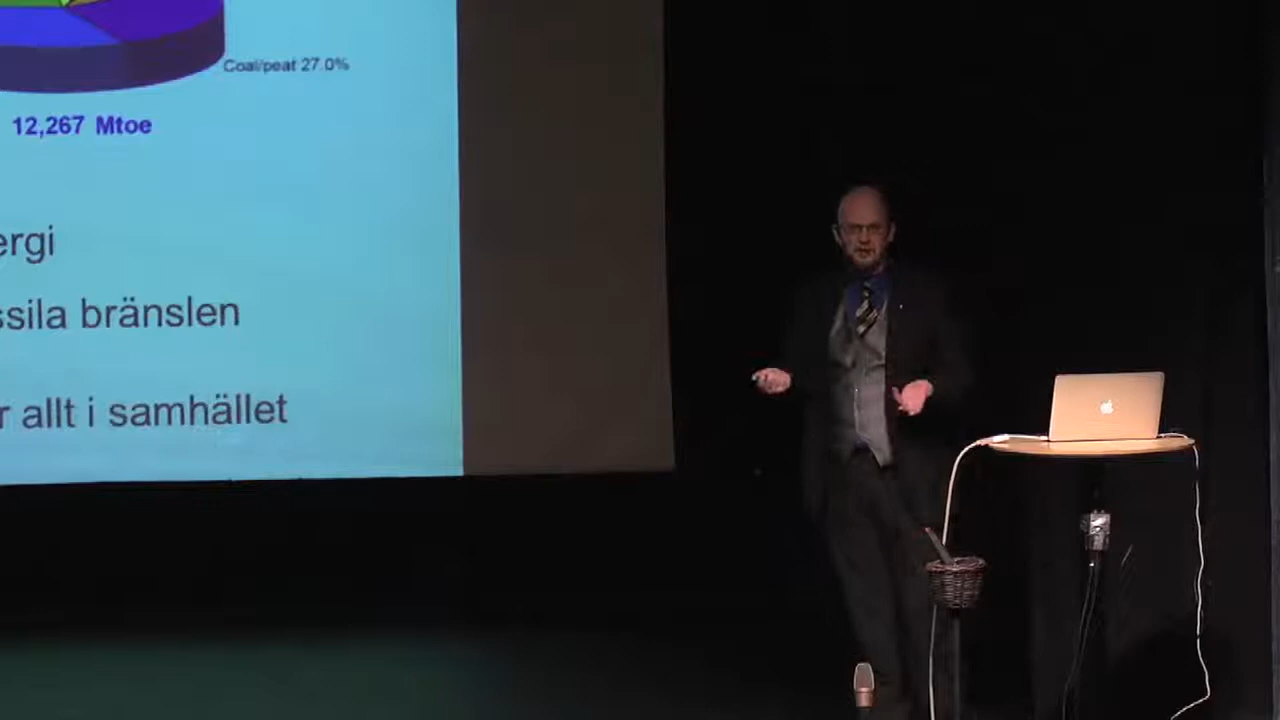 Coal/peat 27.0%
12,267 Mtoe
ergi
ssila bränslen
r allt i samhället